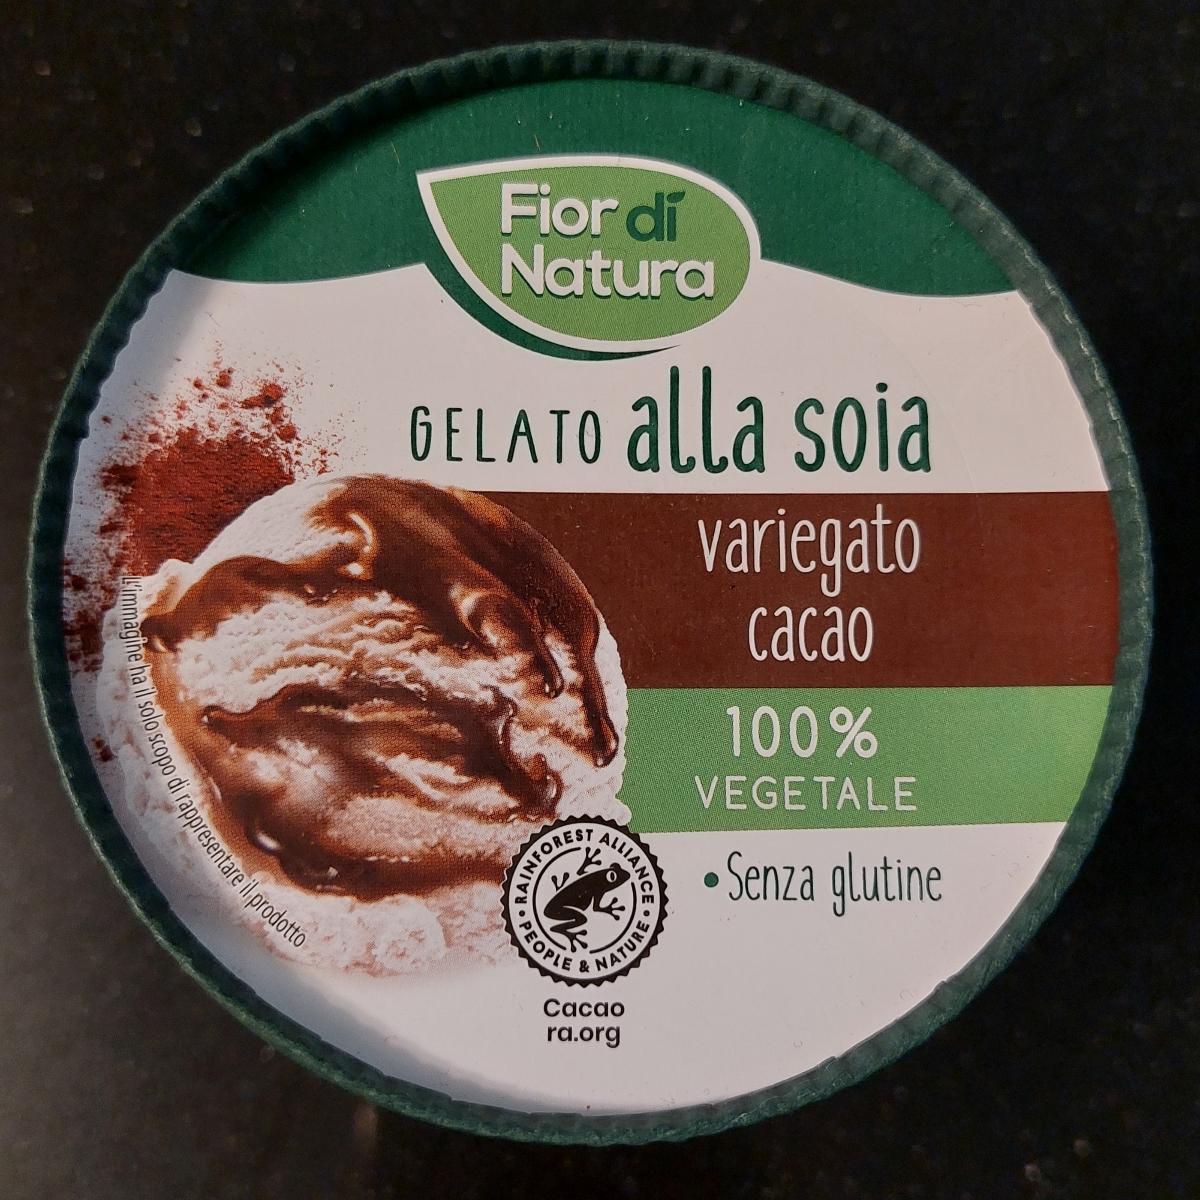 Fior di
Natura
GELATO alla soia
variegato
cacao
100%
VEGETALE
• Senza glutine
L'immagine ha il solo scopo di rappresentare il prodotto
• RAINFOREST ALLIANCE •
PEOPLE & NATURE
Cacao
ra.org